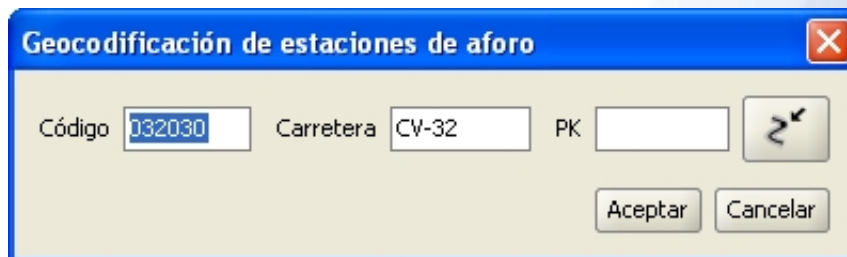 Geocodificación de estaciones de aforo
Código 032030 Carretera CV-32 PK
Aceptar Cancelar